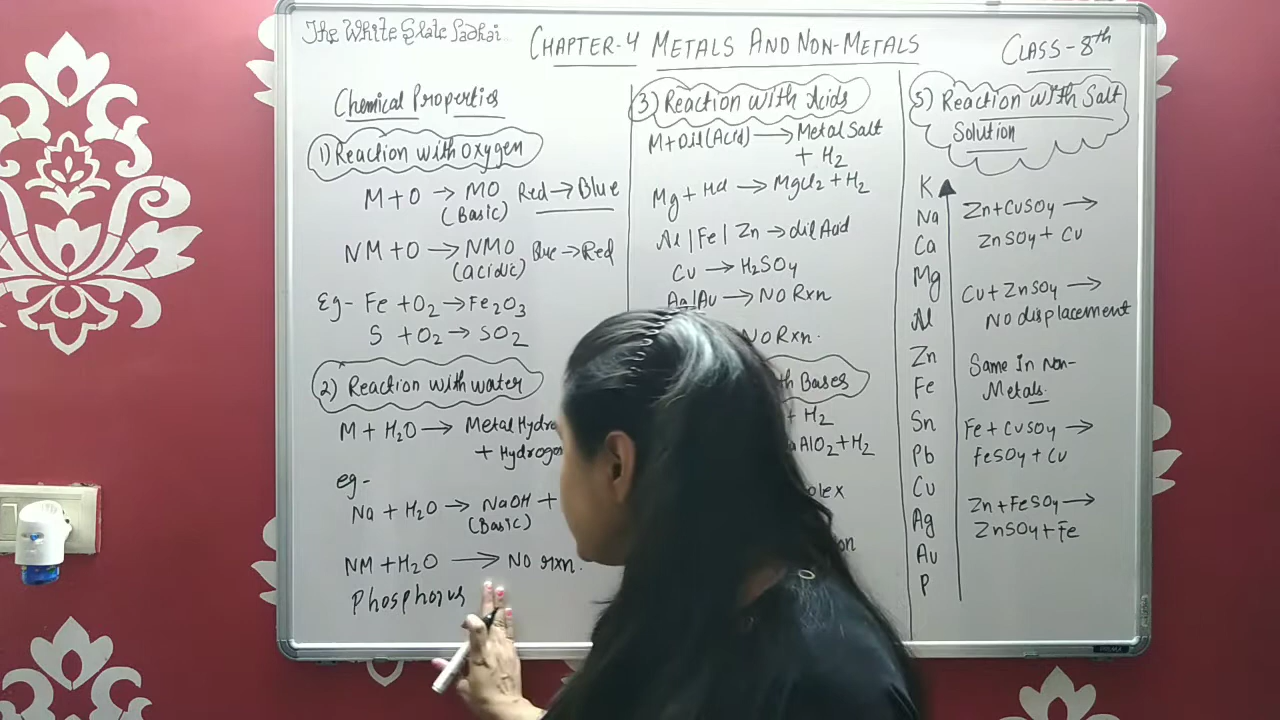 The White Slate Padhai..
CHAPTER-4 METALS AND NON-METALS
CLASS-8th
Chemical Properties
1) Reaction with oxygen
M + O → MO Red → Blue
(Basic)
NM + O → NMO Blue → Red
(acidic)
Eg- Fe + O2 → Fe2O3
S + O2 → SO2
2) Reaction with water
M + H2O → Metal
+
eg-
Na + H2O → NaOH +
(Basic)
NM + H2O → NO rxn.
Phosphorus
3) Reaction with Acids
M + Dil(Acid) → Metal Salt
+ H2
Mg + Hcl → MgCl2 + H2
Al | Fe | Zn → dil Acid
Cu → H2SO4
Ag|Au → NO Rxn
NO Rxn.
Bases
+ H2
AlO2 + H2
5) Reaction with Salt
Solution
K
Na
Ca
Mg
Al
Zn
Fe
Sn
Pb
Cu
Ag
Au
P
Zn + CuSO4 →
ZnSO4 + Cu
Cu + ZnSO4 →
No displacement
Same In Non-
Metals.
Fe + CuSO4 →
FeSO4 + Cu
Zn + FeSO4 →
ZnSO4 + Fe